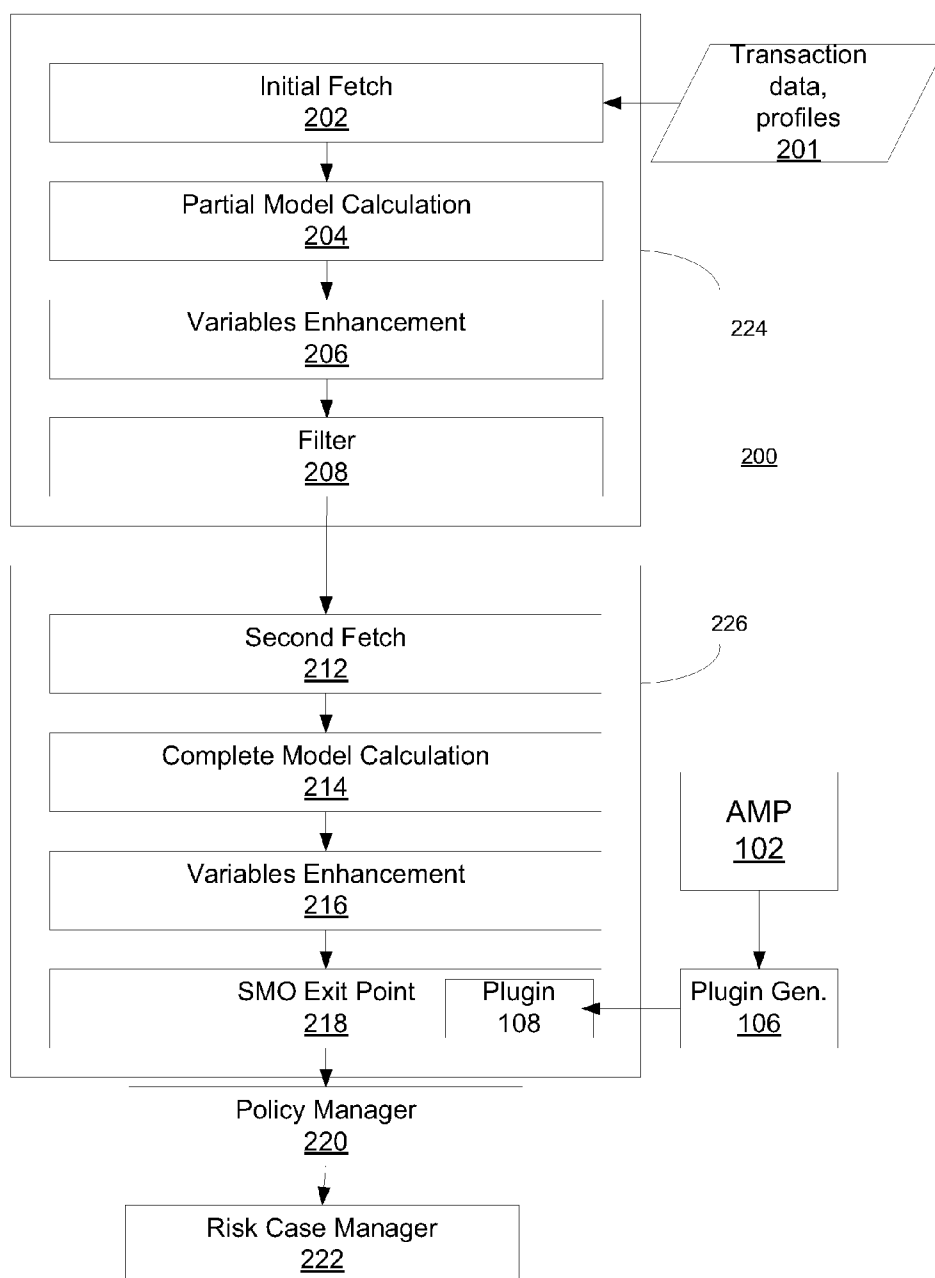 Transaction
data,
profiles
201
Initial Fetch
202
Partial Model Calculation
204
Variables Enhancement
206
224
Filter
208
200
Second Fetch
212
226
Complete Model Calculation
214
AMP
102
Variables Enhancement
216
SMO Exit Point
218
Plugin
108
Plugin Gen.
106
Policy Manager
220
Risk Case Manager
222